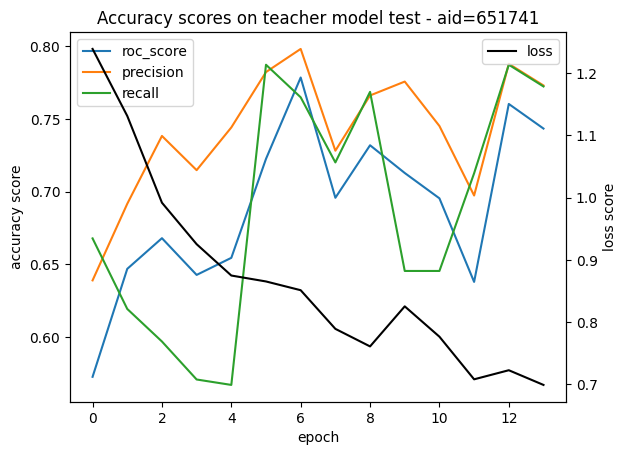 Accuracy scores on teacher model test - aid=651741
roc_score
precision
recall
loss
0.80
0.75
0.70
0.65
0.60
accuracy score
1.2
1.1
1.0
0.9
0.8
0.7
loss score
0 2 4 6 8 10 12
epoch